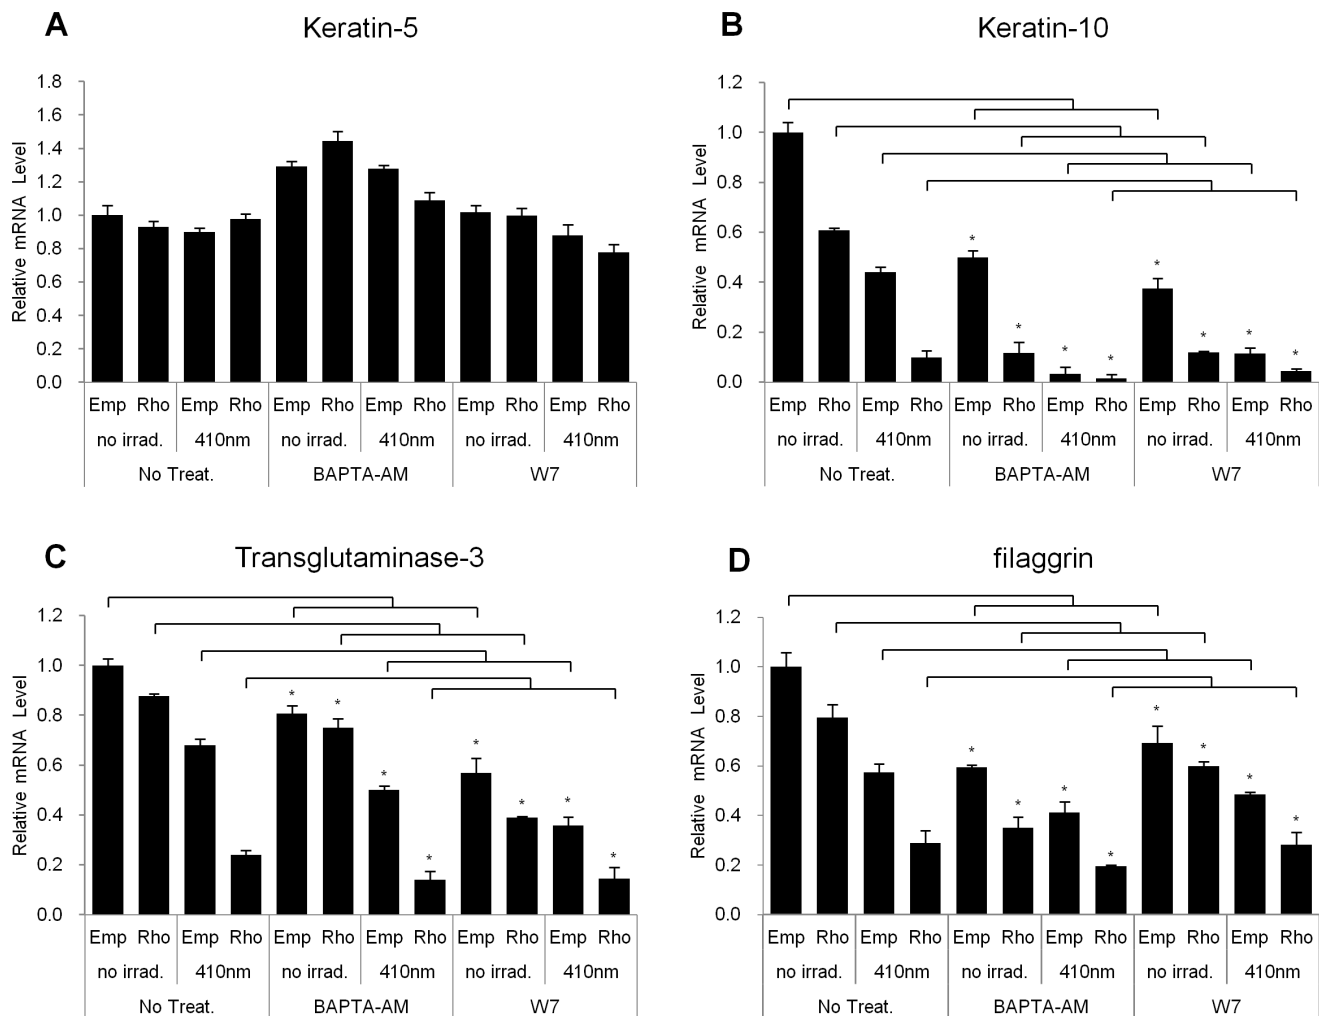 A Keratin-5
Relative mRNA Level
1.8
1.6
1.4
1.2
1.0
0.8
0.6
0.4
0.2
0.0
Emp Rho Emp Rho Emp Rho Emp Rho Emp Rho Emp Rho
no irrad. 410nm no irrad. 410nm no irrad. 410nm
No Treat. BAPTA-AM W7
B Keratin-10
Relative mRNA Level
1.2
1.0
0.8
0.6
0.4
0.2
0.0
* * * * * * * *
Emp Rho Emp Rho Emp Rho Emp Rho Emp Rho Emp Rho
no irrad. 410nm no irrad. 410nm no irrad. 410nm
No Treat. BAPTA-AM W7
C Transglutaminase-3
Relative mRNA Level
1.2
1.0
0.8
0.6
0.4
0.2
0.0
* * * * * * * *
Emp Rho Emp Rho Emp Rho Emp Rho Emp Rho Emp Rho
no irrad. 410nm no irrad. 410nm no irrad. 410nm
No Treat. BAPTA-AM W7
D filaggrin
Relative mRNA Level
1.2
1.0
0.8
0.6
0.4
0.2
0.0
* * * * * * * *
Emp Rho Emp Rho Emp Rho Emp Rho Emp Rho Emp Rho
no irrad. 410nm no irrad. 410nm no irrad. 410nm
No Treat. BAPTA-AM W7